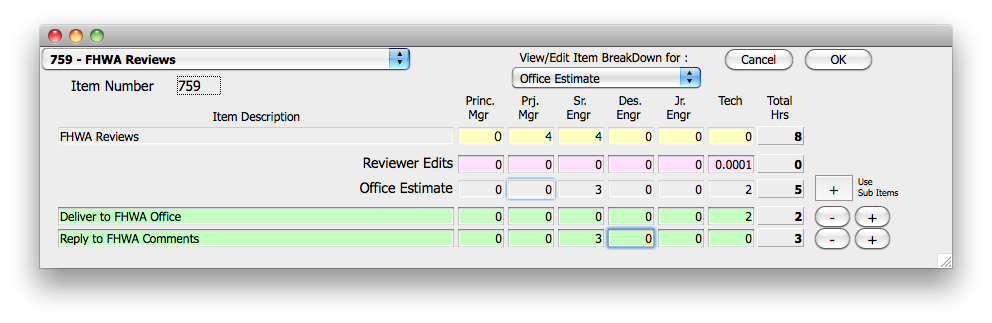 759 - FHWA Reviews
View/Edit Item BreakDown for :
Cancel
OK
Item Number 759
Office Estimate
Item Description
Princ. Mgr
Prj. Mgr
Sr. Engr
Des. Engr
Jr. Engr
Tech
Total Hrs
FHWA Reviews 0 4 4 0 0 0 8
Reviewer Edits 0 0 0 0 0 0.0001 0
Office Estimate 0 0 3 0 0 2 5 + Use Sub Items
Deliver to FHWA Office 0 0 0 0 0 2 2 - +
Reply to FHWA Comments 0 0 3 0 0 0 3 - +